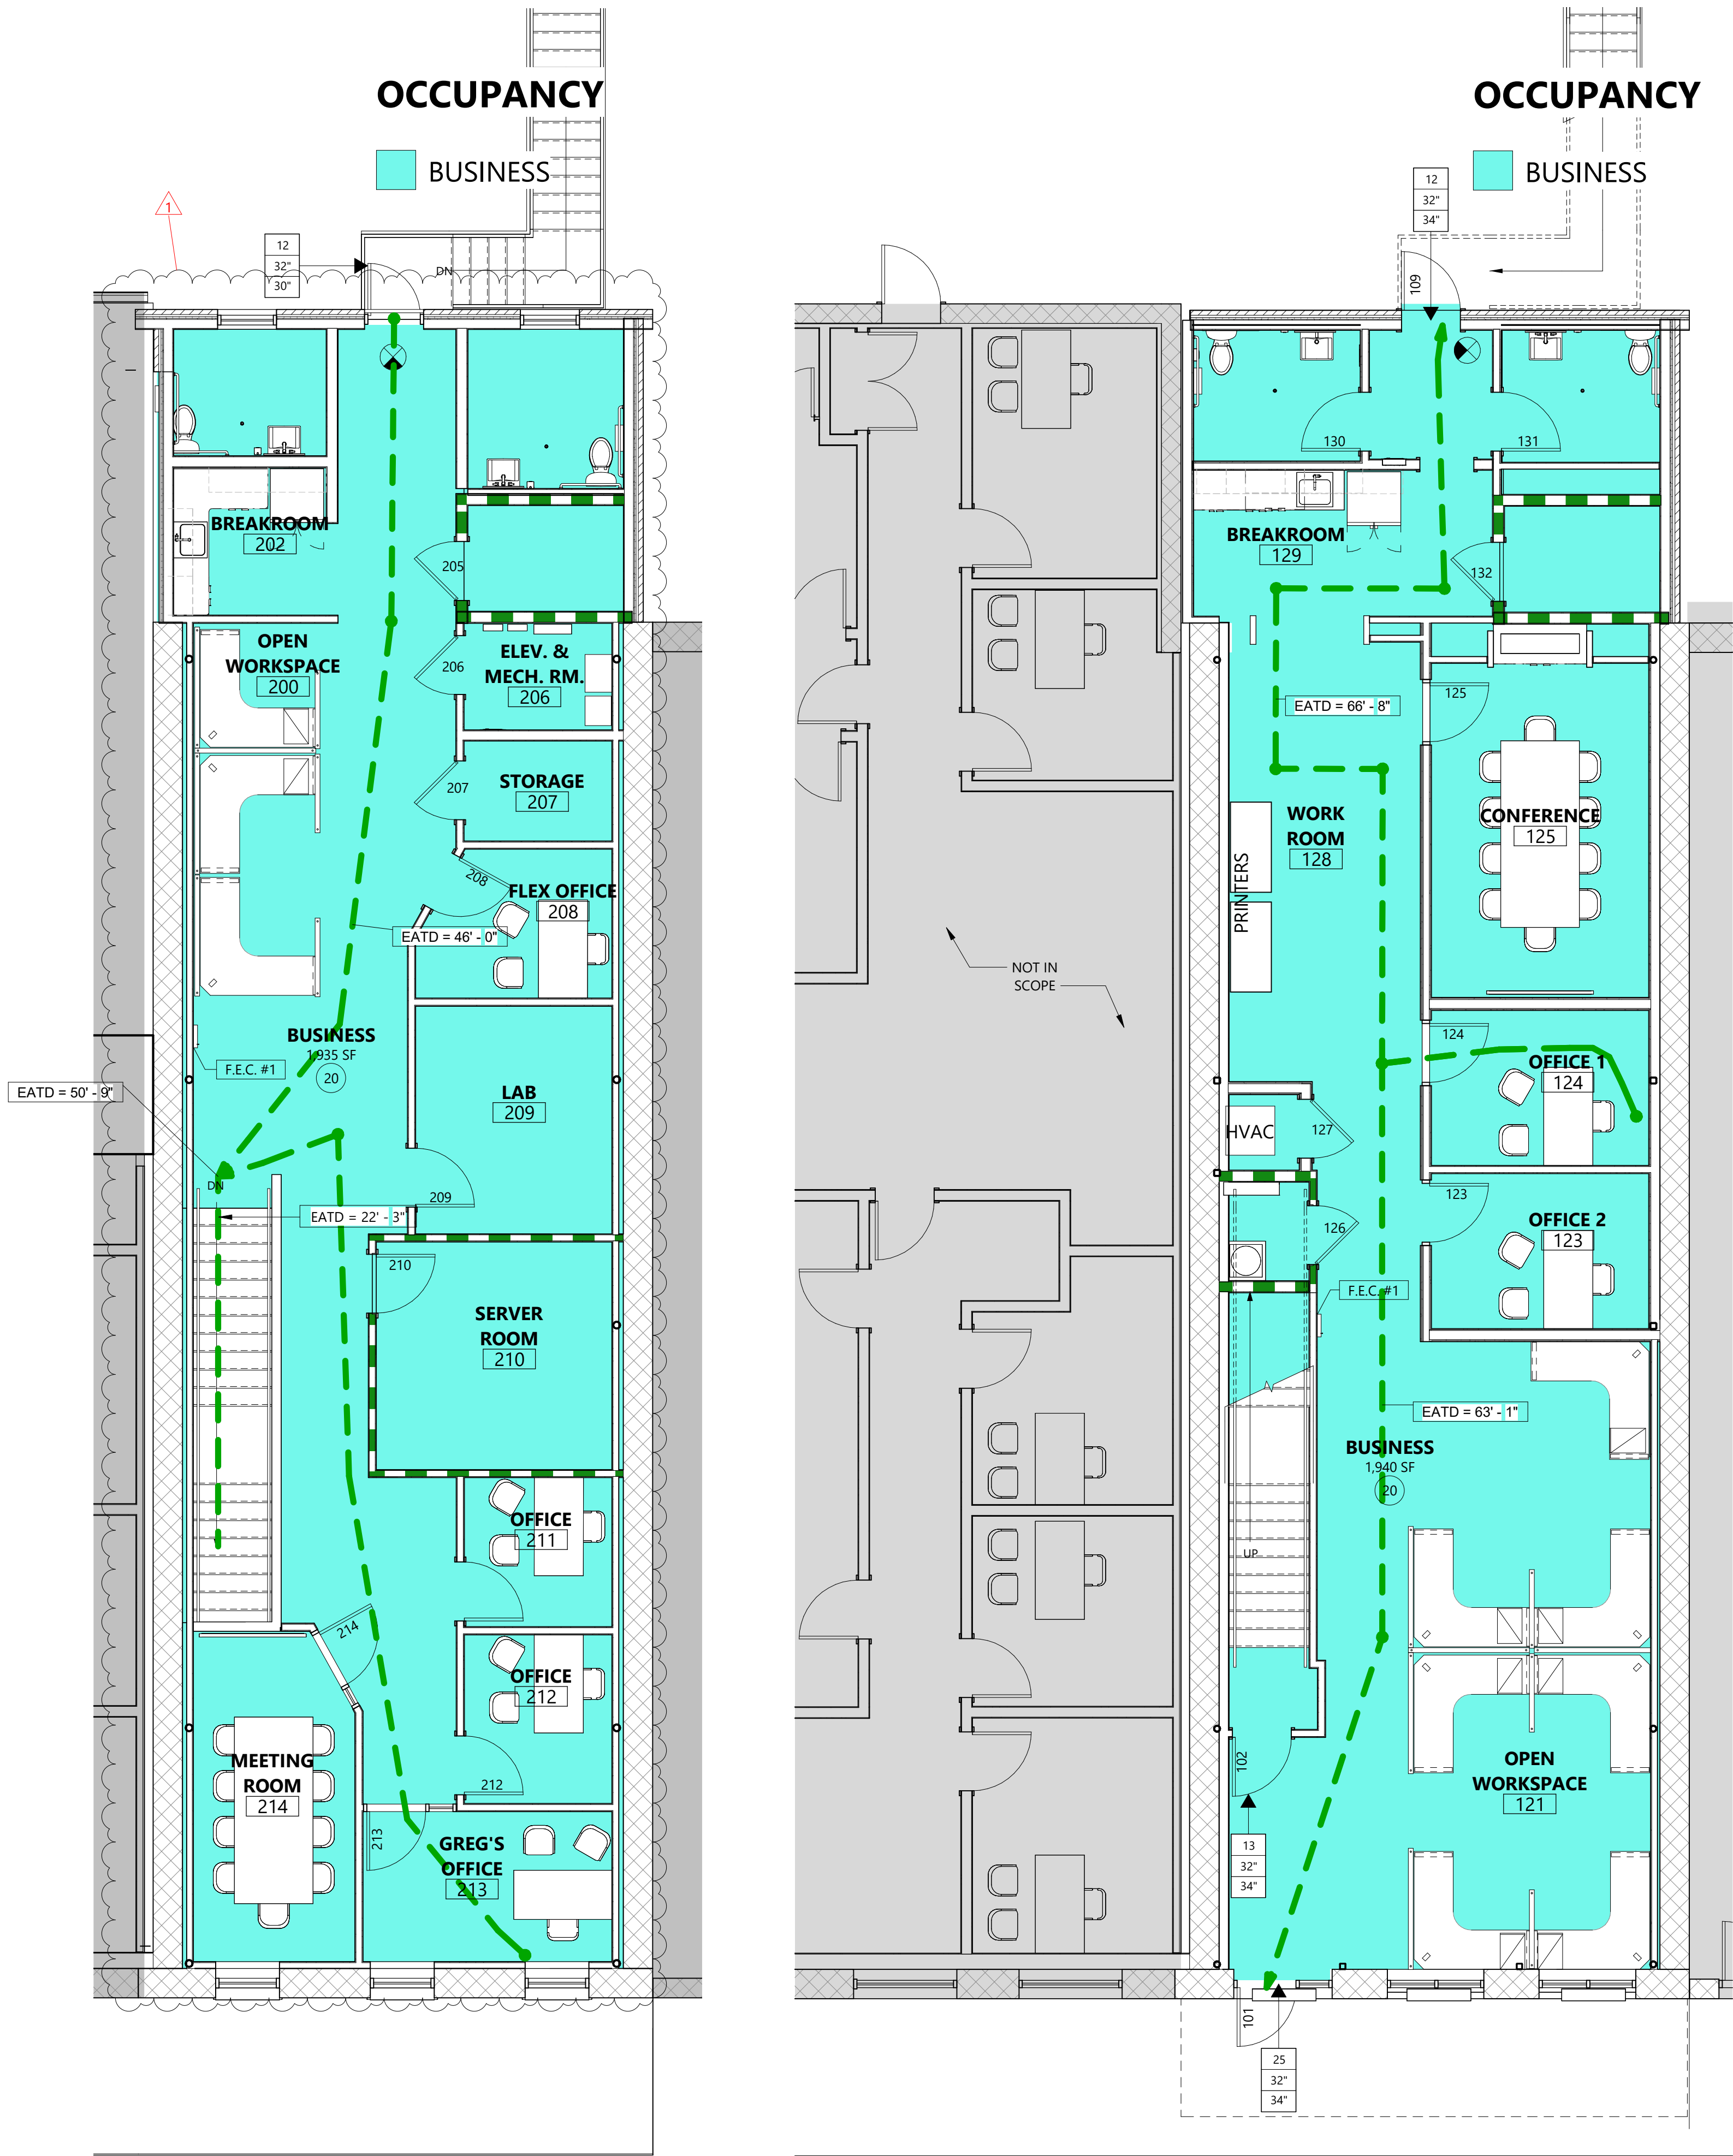 OCCUPANCY
BUSINESS
1
12
32"
30"
DN
BREAKROOM
202
205
OPEN
WORKSPACE
200
206
ELEV. &
MECH. RM.
206
207
STORAGE
207
208
FLEX OFFICE
208
EATD = 46' - 0"
BUSINESS
1,935 SF
20
F.E.C. #1
EATD = 50' - 9"
LAB
209
DN
209
EATD = 22' - 3"
210
SERVER
ROOM
210
OFFICE
211
214
OFFICE
212
MEETING
ROOM
214
212
213
GREG'S
OFFICE
213
OCCUPANCY
BUSINESS
12
32"
34"
109
130
131
BREAKROOM
129
132
125
EATD = 66' - 8"
WORK
ROOM
128
CONFERENCE
125
PRINTERS
NOT IN
SCOPE
124
OFFICE 1
124
HVAC
127
123
OFFICE 2
123
126
F.E.C. #1
EATD = 63' - 1"
BUSINESS
1,940 SF
20
UP
102
OPEN
WORKSPACE
121
13
32"
34"
101
25
32"
34"